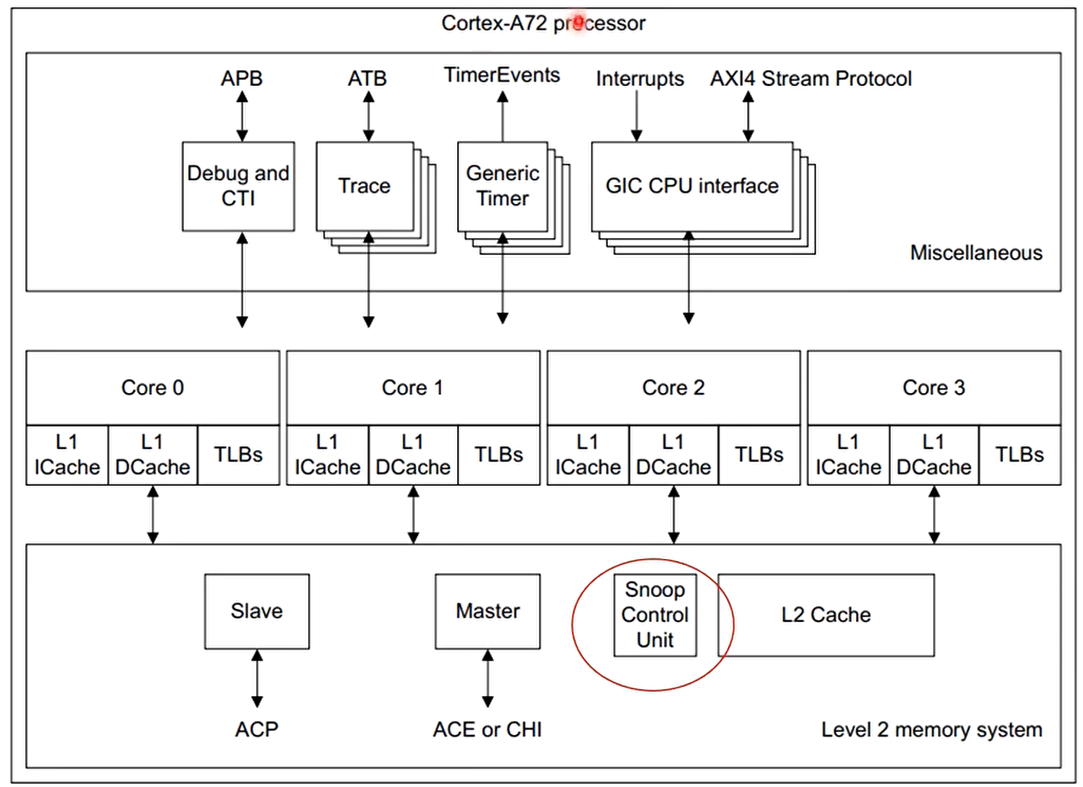 Cortex-A72 processor
APB
ATB
TimerEvents
Interrupts
AXI4 Stream Protocol
Debug and
CTI
Trace
Generic
Timer
GIC CPU interface
Miscellaneous
Core 0
Core 1
Core 2
Core 3
L1
ICache
L1
DCache
TLBs
L1
ICache
L1
DCache
TLBs
L1
ICache
L1
DCache
TLBs
L1
ICache
L1
DCache
TLBs
Slave
Master
Snoop
Control
Unit
L2 Cache
ACP
ACE or CHI
Level 2 memory system